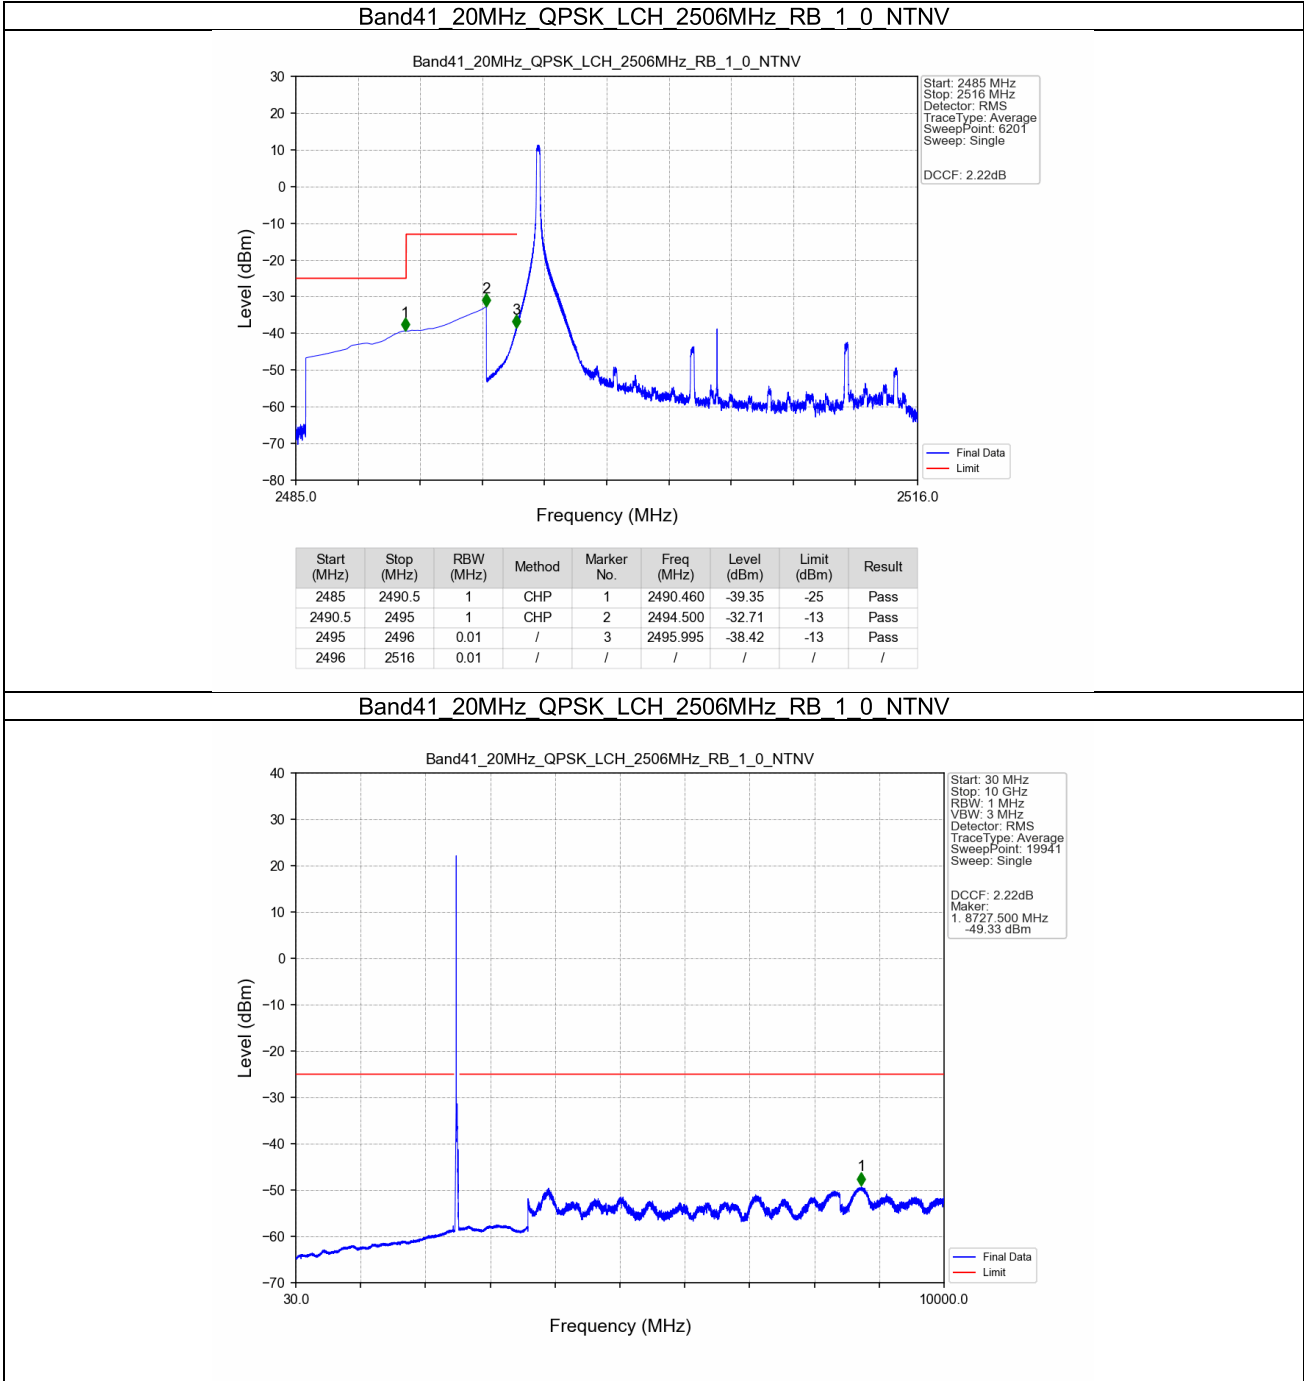 Band41_20MHz_QPSK_LCH_2506MHz_RB_1_0_NTNV
Band41_20MHz_QPSK_LCH_2506MHz_RB_1_0_NTNV
Start: 2485 MHz
Stop: 2516 MHz
Detector: RMS
TraceType: Average
SweepPoint: 6201
Sweep: Single
DCCF: 2.22dB
30
20
10
0
−10
−20
−30
−40
−50
−60
−70
−80
Level (dBm)
1
2
3
Final Data
Limit
2485.0
2516.0
Frequency (MHz)
Start (MHz) Stop (MHz) RBW (MHz) Method Marker No. Freq (MHz) Level (dBm) Limit (dBm) Result
2485 2490.5 1 CHP 1 2490.460 -39.35 -25 Pass
2490.5 2495 1 CHP 2 2494.500 -32.71 -13 Pass
2495 2496 0.01 / 3 2495.995 -38.42 -13 Pass
2496 2516 0.01 / / / / / /
Band41_20MHz_QPSK_LCH_2506MHz_RB_1_0_NTNV
Band41_20MHz_QPSK_LCH_2506MHz_RB_1_0_NTNV
Start: 30 MHz
Stop: 10 GHz
RBW: 1 MHz
VBW: 3 MHz
Detector: RMS
TraceType: Average
SweepPoint: 19941
Sweep: Single
DCCF: 2.22dB
Maker:
1. 8727.500 MHz
-49.33 dBm
40
30
20
10
0
−10
−20
−30
−40
−50
−60
−70
Level (dBm)
1
Final Data
Limit
30.0
10000.0
Frequency (MHz)